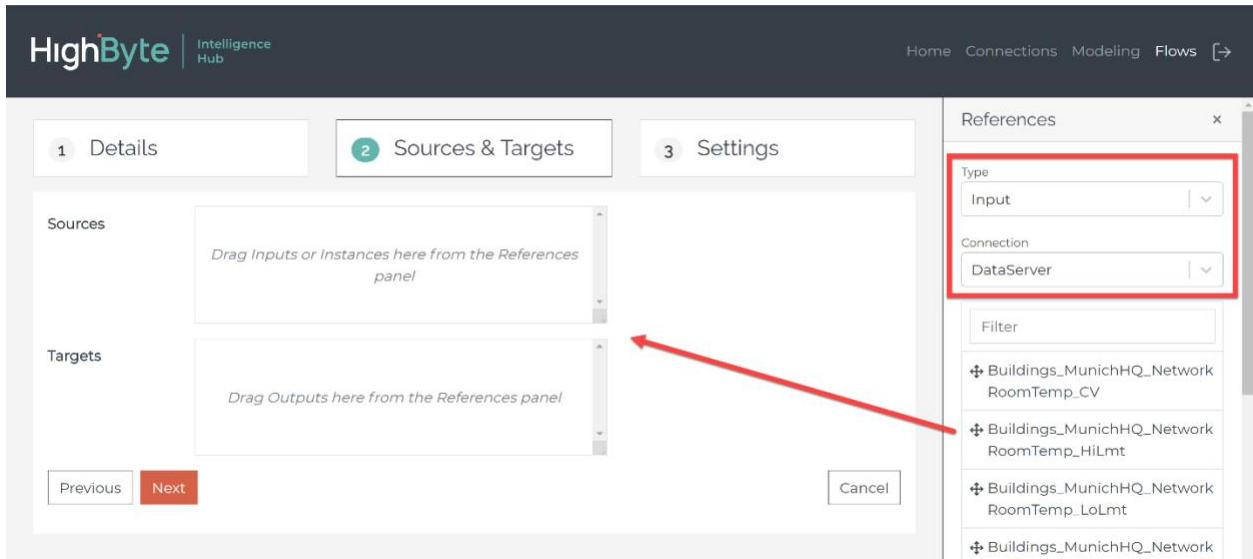 HighByte Intelligence
Hub
Home Connections Modeling Flows
1 Details
2 Sources & Targets
3 Settings
Sources
Drag Inputs or Instances here from the References
panel
Targets
Drag Outputs here from the References panel
Previous
Next
Cancel
References
Type
Input
Connection
DataServer
Filter
Buildings_MunichHQ_Network
RoomTemp_CV
Buildings_MunichHQ_Network
RoomTemp_HiLmt
Buildings_MunichHQ_Network
RoomTemp_LoLmt
Buildings_MunichHQ_Network